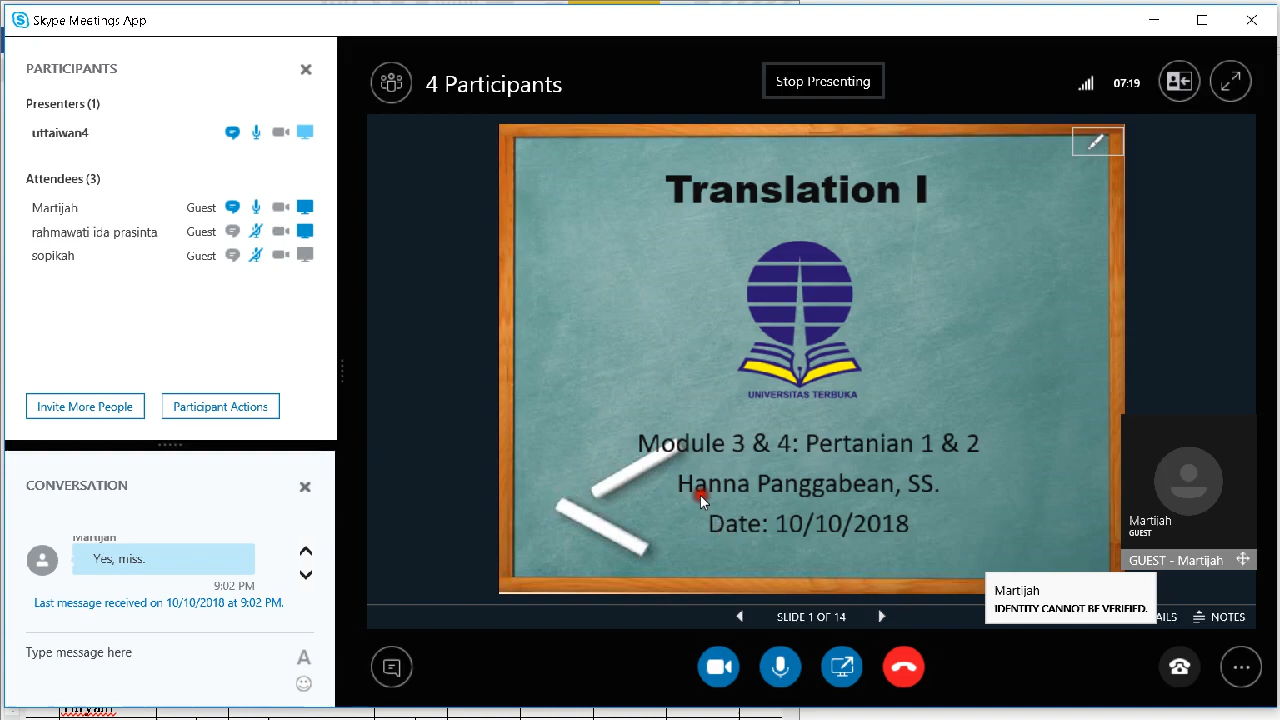 Skype Meetings App
PARTICIPANTS
Presenters (1)
uttaiwan4
Attendees (3)
Martijah Guest
rahmawati ida prasinta Guest
sopikah Guest
Invite More People
Participant Actions
CONVERSATION
Martijah
Yes, miss.
9:02 PM
Last message received on 10/10/2018 at 9:02 PM.
Type message here
A
4 Participants
Stop Presenting
07:19
Translation I
UNIVERSITAS TERBUKA
Module 3 & 4: Pertanian 1 & 2
Hanna Panggabean, SS.
Date: 10/10/2018
Martijah
GUEST
GUEST - Martijah
Martijah
IDENTITY CANNOT BE VERIFIED.
SLIDE 1 OF 14
AILS
NOTES